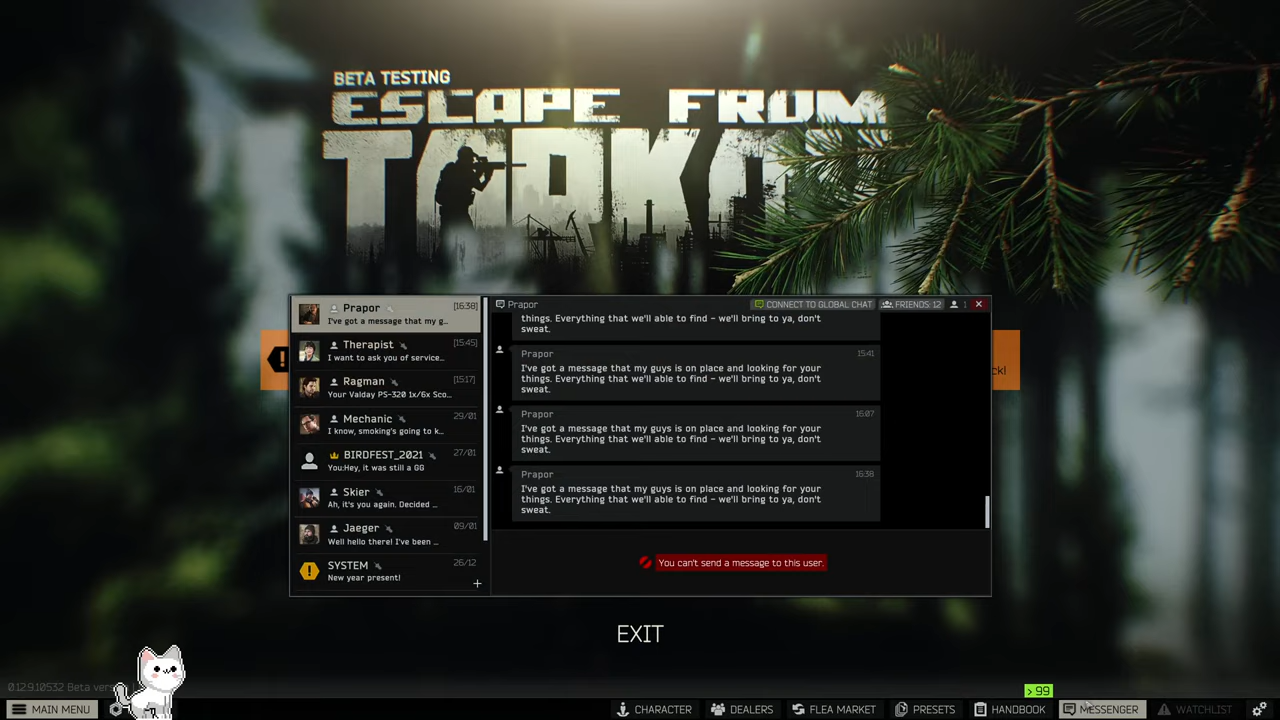 BETA TESTING
ESCAPE FROM
TARKOV
Prapor
[16:38]
I've got a message that my g...
Therapist
[15:45]
I want to ask you of service...
Ragman
[15:17]
Your Valday PS-320 1x/6x Sco...
Mechanic
29/01
I know, smoking's going to k...
BIRDFEST_2021
27/01
You:Hey, it was still a GG
Skier
16/01
Ah, it's you again. Decided ...
Jaeger
09/01
Well hello there! I've been ...
SYSTEM
26/12
New year present!
+
Prapor
CONNECT TO GLOBAL CHAT
FRIENDS: 12
1
things. Everything that we'll able to find – we'll bring to ya, don't
sweat.
Prapor
15:41
I've got a message that my guys is on place and looking for your
things. Everything that we'll able to find – we'll bring to ya, don't
sweat.
Prapor
15:07
I've got a message that my guys is on place and looking for your
things. Everything that we'll able to find – we'll bring to ya, don't
sweat.
Prapor
16:38
I've got a message that my guys is on place and looking for your
things. Everything that we'll able to find – we'll bring to ya, don't
sweat.
You can't send a message to this user.
ck!
EXIT
0.12.9.10532 Beta vers
> 99
MAIN MENU
CHARACTER
DEALERS
FLEA MARKET
PRESETS
HANDBOOK
MESSENGER
WATCHLIST